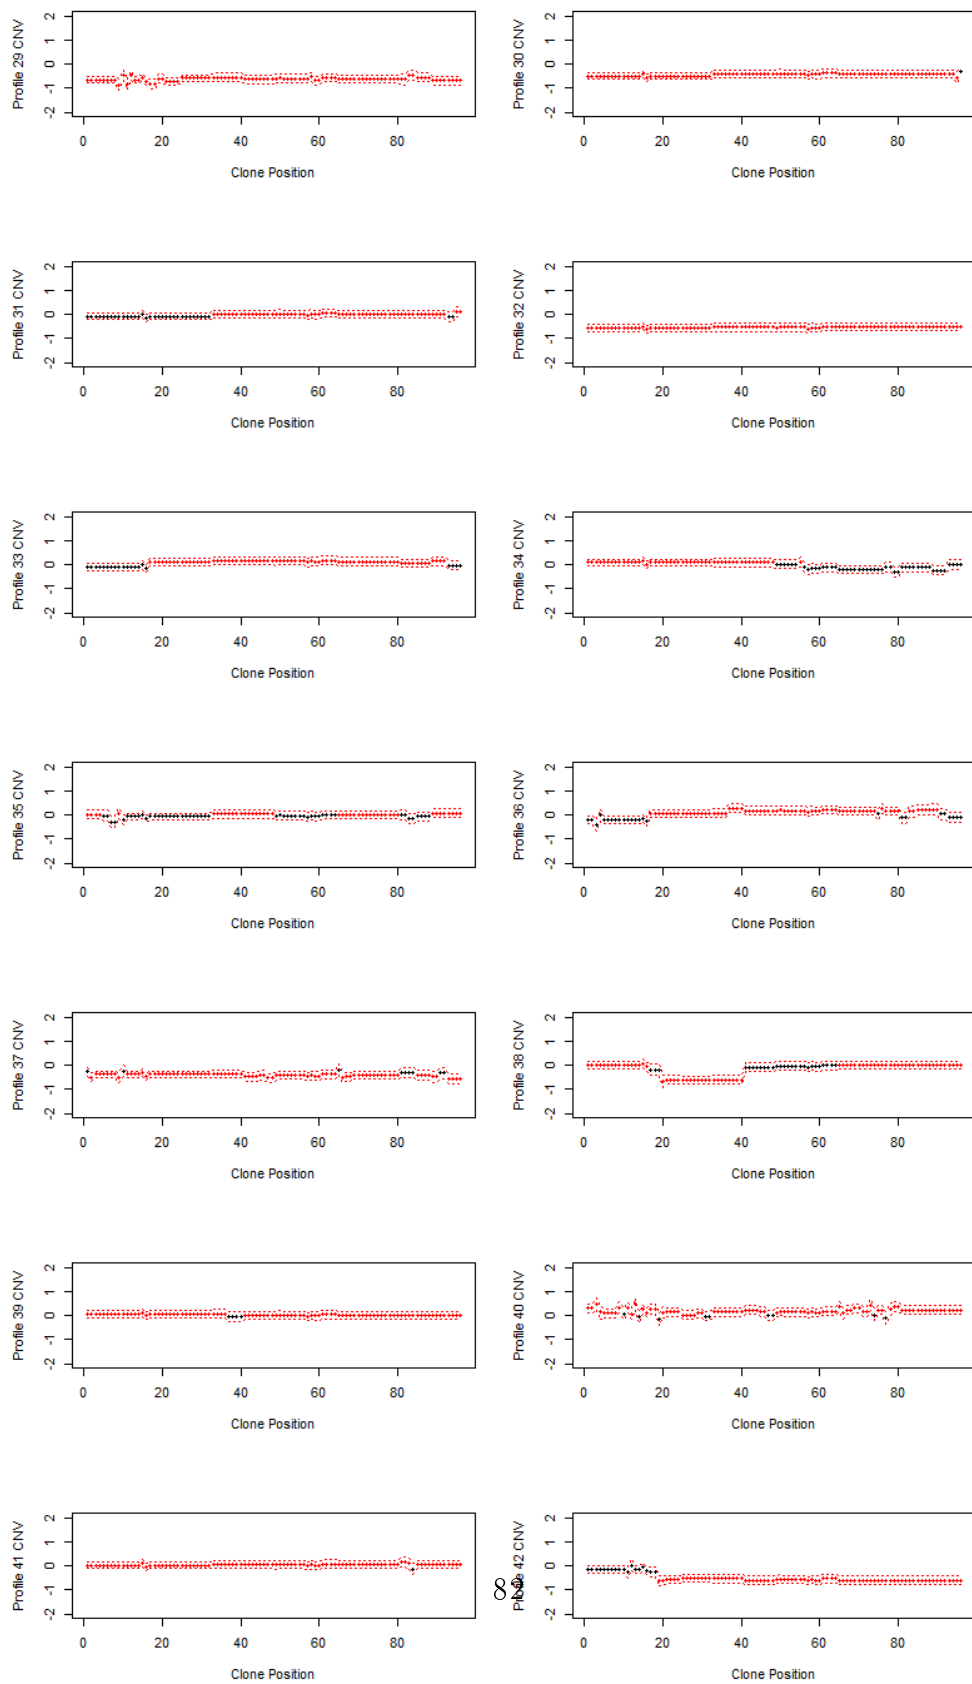 Profile 29 CNV
2
1
0
-1
-2
0 20 40 60 80
Clone Position
Profile 30 CNV
2
1
0
-1
-2
0 20 40 60 80
Clone Position
Profile 31 CNV
2
1
0
-1
-2
0 20 40 60 80
Clone Position
Profile 32 CNV
2
1
0
-1
-2
0 20 40 60 80
Clone Position
Profile 33 CNV
2
1
0
-1
-2
0 20 40 60 80
Clone Position
Profile 34 CNV
2
1
0
-1
-2
0 20 40 60 80
Clone Position
Profile 35 CNV
2
1
0
-1
-2
0 20 40 60 80
Clone Position
Profile 36 CNV
2
1
0
-1
-2
0 20 40 60 80
Clone Position
Profile 37 CNV
2
1
0
-1
-2
0 20 40 60 80
Clone Position
Profile 38 CNV
2
1
0
-1
-2
0 20 40 60 80
Clone Position
Profile 39 CNV
2
1
0
-1
-2
0 20 40 60 80
Clone Position
Profile 40 CNV
2
1
0
-1
-2
0 20 40 60 80
Clone Position
Profile 41 CNV
2
1
0
-1
-2
0 20 40 60 80
Clone Position
Profile 42 CNV
2
1
0
-1
-2
0 20 40 60 80
Clone Position
82